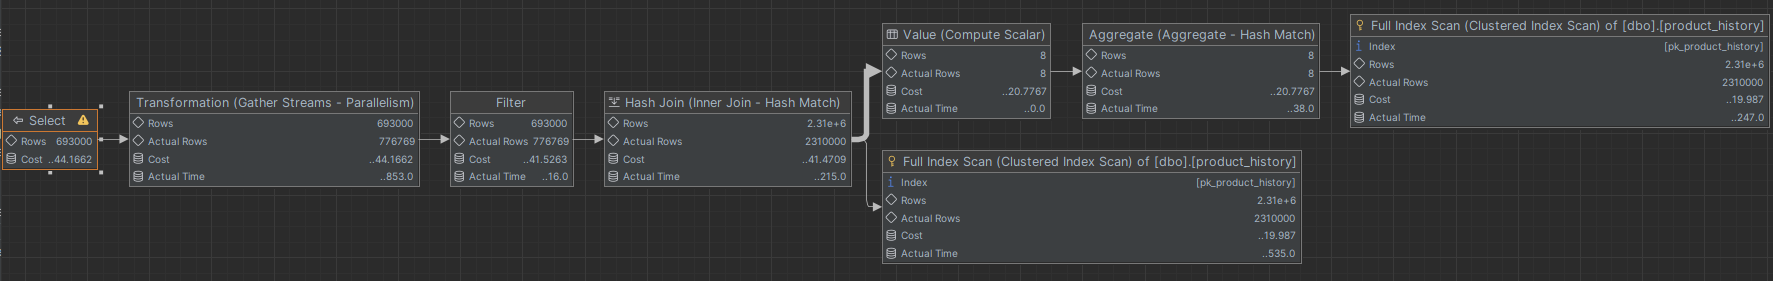 Select
Rows 693000
Cost ..44.1662
Transformation (Gather Streams - Parallelism)
Rows 693000
Actual Rows 776769
Cost ..44.1662
Actual Time ..853.0
Filter
Rows 693000
Actual Rows 776769
Cost ..41.5263
Actual Time ..16.0
Hash Join (Inner Join - Hash Match)
Rows 2.31e+6
Actual Rows 2310000
Cost ..41.4709
Actual Time ..215.0
Value (Compute Scalar)
Rows 8
Actual Rows 8
Cost ..20.7767
Actual Time ..0.0
Aggregate (Aggregate - Hash Match)
Rows 8
Actual Rows 8
Cost ..20.7767
Actual Time ..38.0
Full Index Scan (Clustered Index Scan) of [dbo].[product_history]
Index [pk_product_history]
Rows 2.31e+6
Actual Rows 2310000
Cost ..19.987
Actual Time ..247.0
Full Index Scan (Clustered Index Scan) of [dbo].[product_history]
Index [pk_product_history]
Rows 2.31e+6
Actual Rows 2310000
Cost ..19.987
Actual Time ..535.0